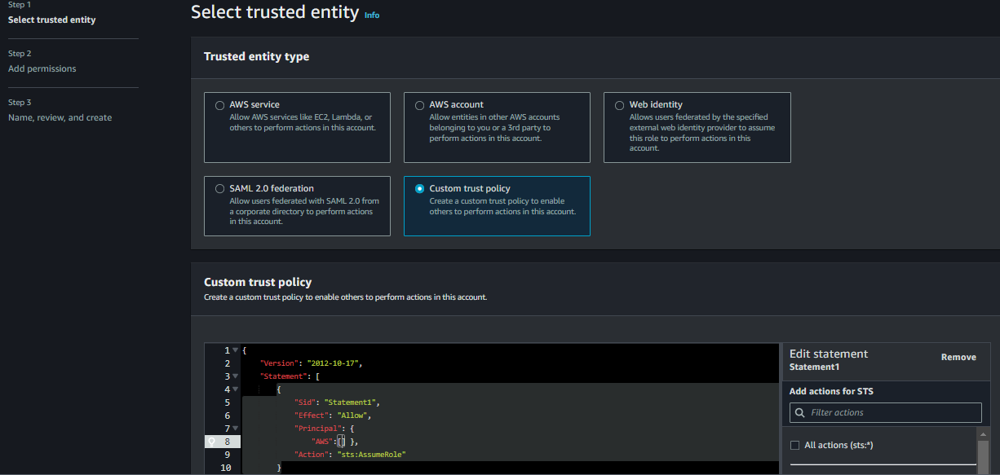 Step 1
Select trusted entity
Step 2
Add permissions
Step 3
Name, review, and create
Select trusted entity Info
Trusted entity type
AWS service
Allow AWS services like EC2, Lambda, or
others to perform actions in this account.
AWS account
Allow entities in other AWS accounts
belonging to you or a 3rd party to
perform actions in this account.
Web identity
Allows users federated by the specified
external web identity provider to assume
this role to perform actions in this
account.
SAML 2.0 federation
Allow users federated with SAML 2.0 from
a corporate directory to perform actions
in this account.
Custom trust policy
Create a custom trust policy to enable
others to perform actions in this account.
Custom trust policy
Create a custom trust policy to enable others to perform actions in this account.
1 {
2 "Version": "2012-10-17",
3 "Statement": [
4 {
5 "Sid": "Statement1",
6 "Effect": "Allow",
7 "Principal": {
8 "AWS":[] },
9 "Action": "sts:AssumeRole"
10 }
Edit statement
Remove
Statement1
Add actions for STS
Filter actions
All actions (sts:*)